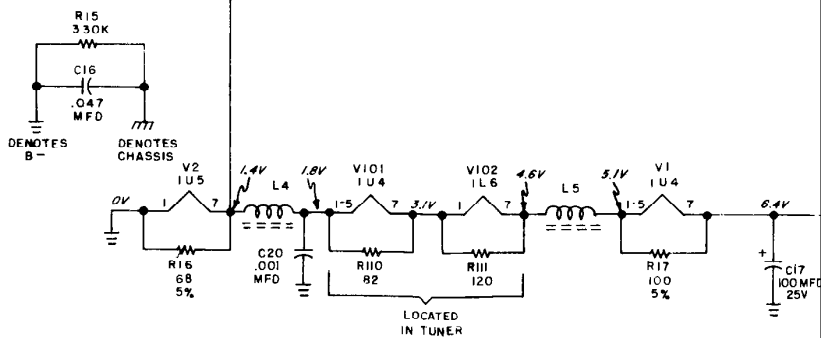 R15
330K
C16
.047
MFD
DENOTES
B-
DENOTES
CHASSIS
V2
1U5
1.4V
L4
1.8V
V101
1U4
V102
1L6
4.6V
L5
5.1V
V1
1U4
0V
1
7
1-5
7
3.1V
1
7
1-5
7
6.4V
R16
68
5%
C20
.001
MFD
R110
82
R111
120
R17
100
5%
+
C17
100MFD
25V
LOCATED
IN TUNER